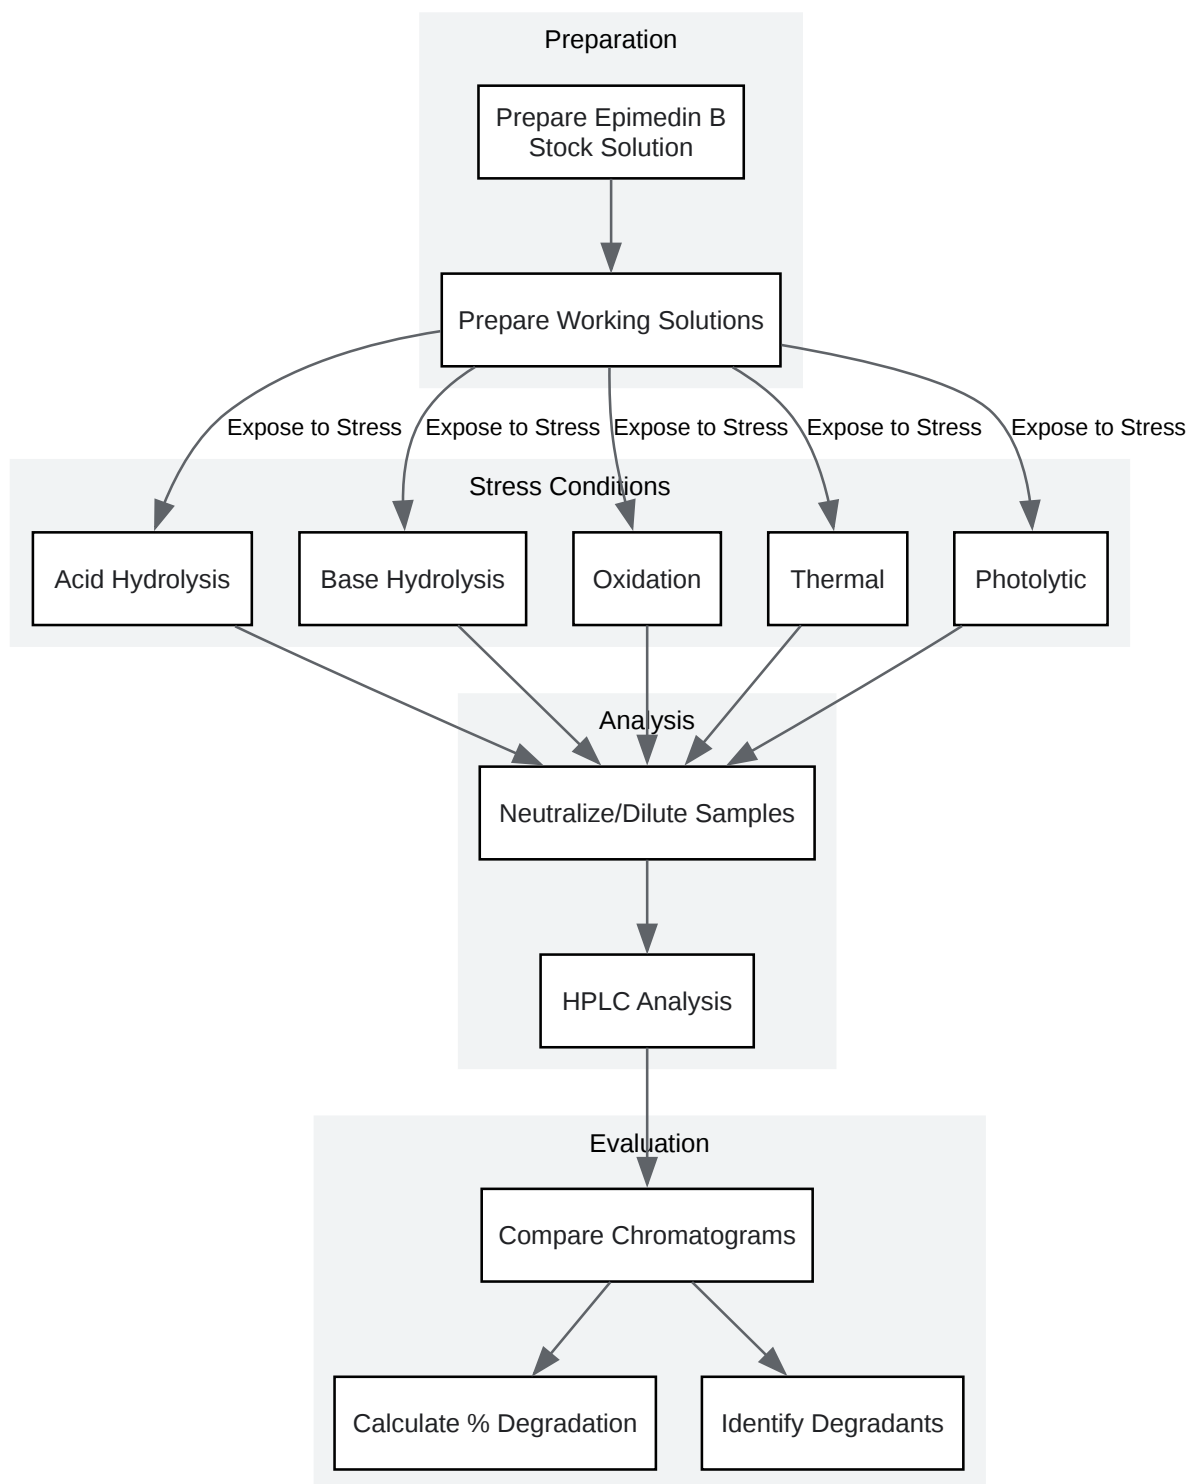 Preparation
Prepare Epimedin B
Stock Solution
Prepare Working Solutions
Expose to Stress
Expose to Stress
Expose to Stress
Expose to Stress
Expose to Stress
Stress Conditions
Acid Hydrolysis
Base Hydrolysis
Oxidation
Thermal
Photolytic
Analysis
Neutralize/Dilute Samples
HPLC Analysis
Evaluation
Compare Chromatograms
Calculate % Degradation
Identify Degradants